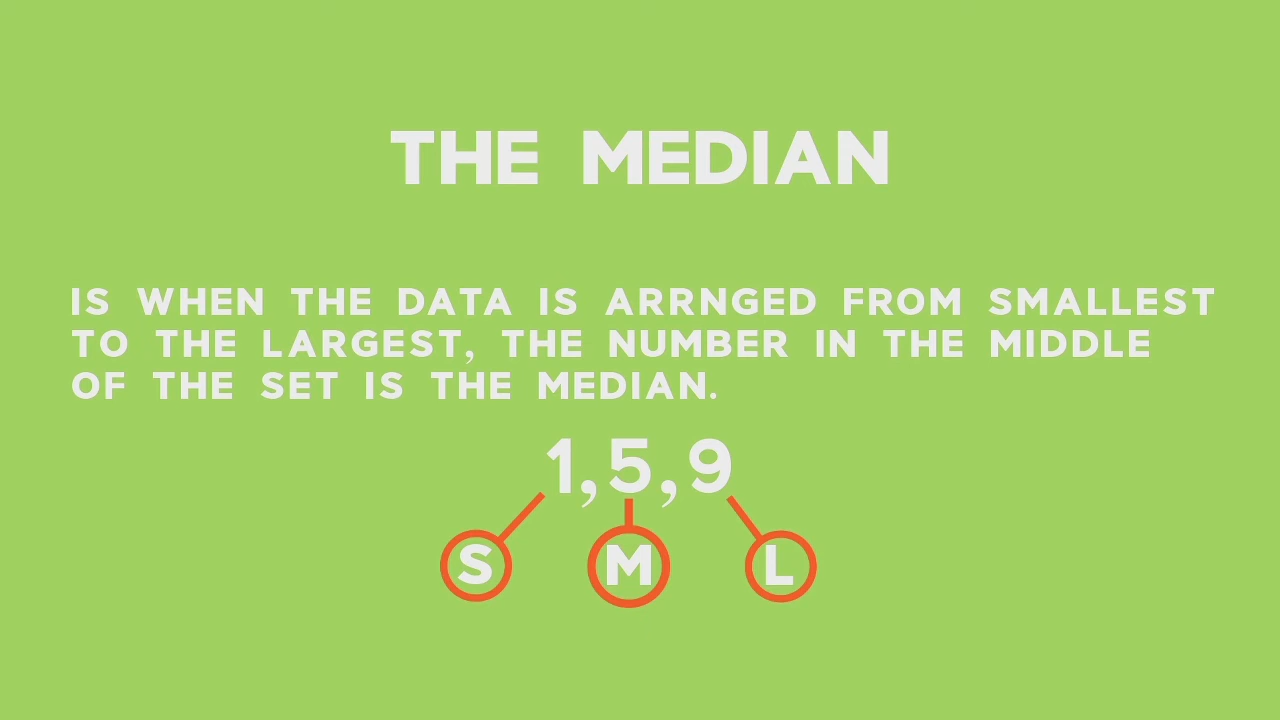 THE MEDIAN
IS WHEN THE DATA IS ARRNGED FROM SMALLEST
TO THE LARGEST, THE NUMBER IN THE MIDDLE
OF THE SET IS THE MEDIAN.
1,5,9
S M L